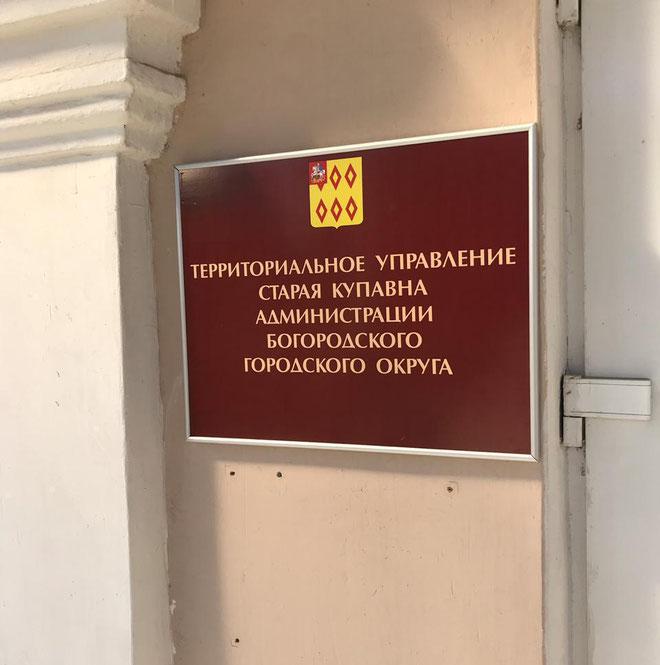 ТЕРРИТОРИАЛЬНОЕ УПРАВЛЕНИЕ
СТАРАЯ КУПАВНА
АДМИНИСТРАЦИИ
БОГОРОДСКОГО
ГОРОДСКОГО ОКРУГА